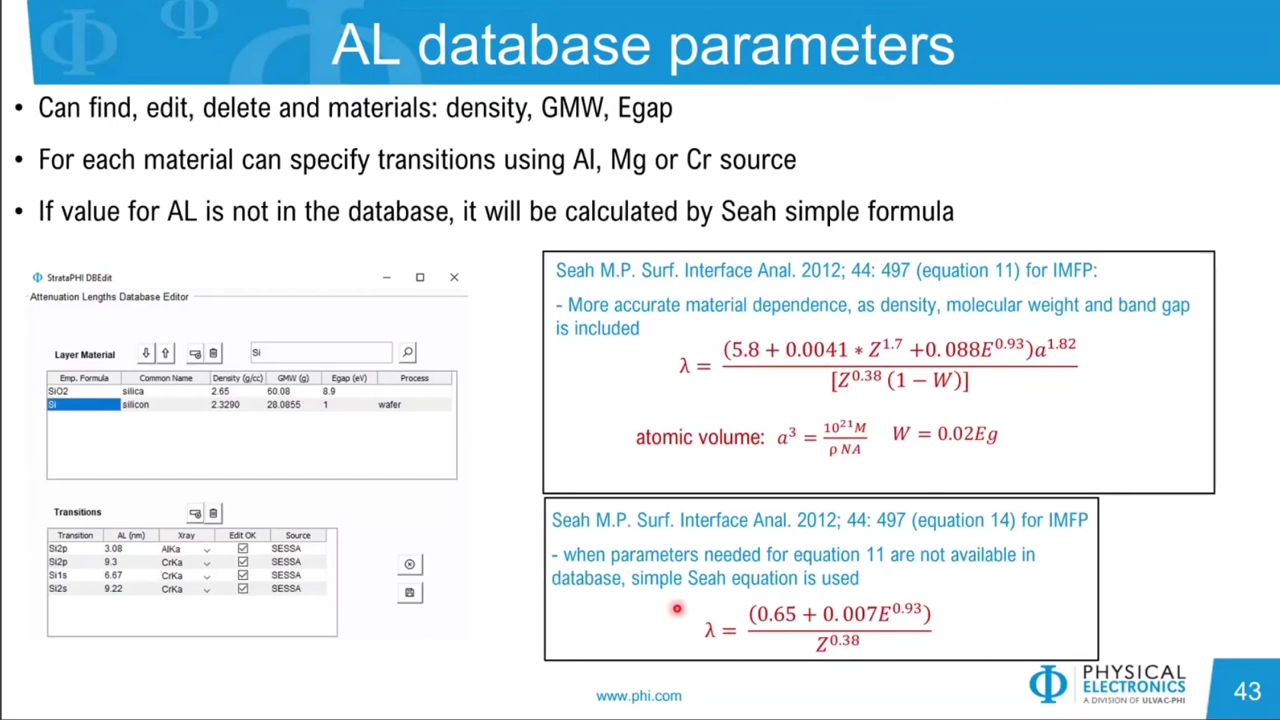 AL database parameters
• Can find, edit, delete and materials: density, GMW, Egap
• For each material can specify transitions using Al, Mg or Cr source
• If value for AL is not in the database, it will be calculated by Seah simple formula
StrataPHI DBEdit
Attenuation Lengths Database Editor
Layer Material Si
Emp. Formula Common Name Density (g/cc) GMW (g) Egap (eV) Process
SiO2 silica 2.65 60.08 8.9
Si silicon 2.3290 28.0855 1 wafer
Transitions
Transition AL (nm) Xray Edit OK Source
Si2p 3.08 AlKa SESSA
Si2p 9.3 CrKa SESSA
Si1s 6.67 CrKa SESSA
Si2s 9.22 CrKa SESSA
Seah M.P. Surf. Interface Anal. 2012; 44: 497 (equation 11) for IMFP:
- More accurate material dependence, as density, molecular weight and band gap
is included
λ = (5.8 + 0.0041 ∗ Z^1.7 +0.088E^0.93)a^1.82 / [Z^0.38 (1 − W)]
atomic volume: a^3 = 10^21 M / ρ NA W = 0.02Eg
Seah M.P. Surf. Interface Anal. 2012; 44: 497 (equation 14) for IMFP
- when parameters needed for equation 11 are not available in
database, simple Seah equation is used
λ = (0.65 + 0.007E^0.93) / Z^0.38
www.phi.com
PHYSICAL
ELECTRONICS
A DIVISION OF ULVAC-PHI
43